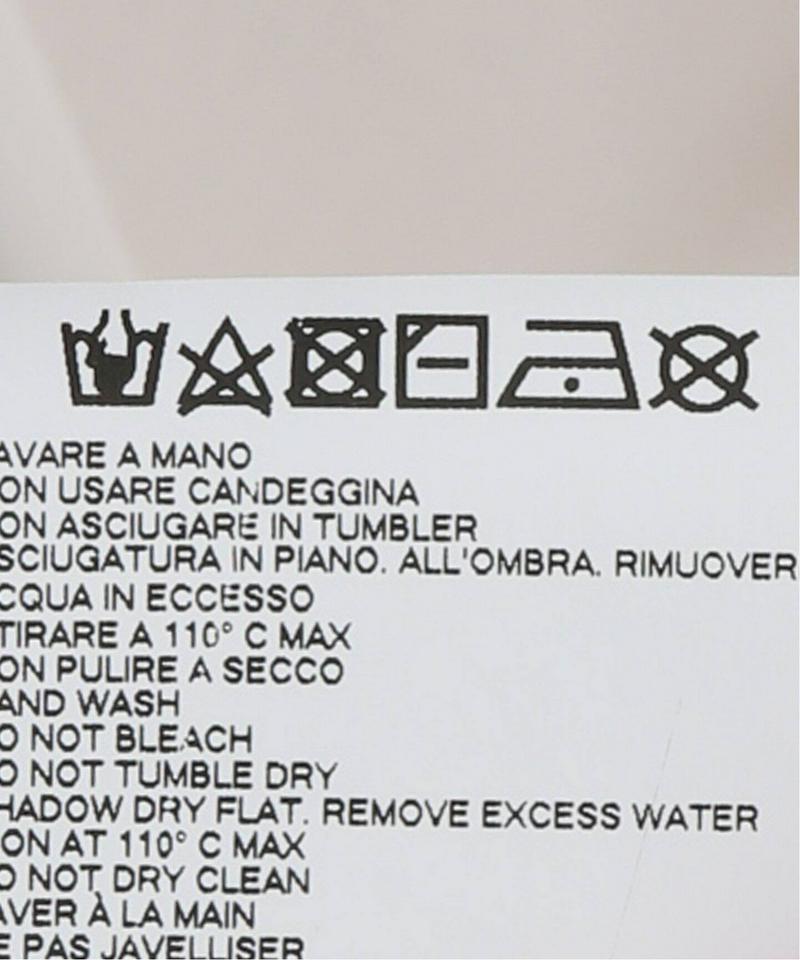 AVARE A MANO
ON USARE CANDEGGINA
ON ASCIUGARE IN TUMBLER
SCIUGATURA IN PIANO. ALL'OMBRA. RIMUOVER
CQUA IN ECCESSO
TIRARE A 110° C MAX
ON PULIRE A SECCO
AND WASH
O NOT BLEACH
O NOT TUMBLE DRY
HADOW DRY FLAT. REMOVE EXCESS WATER
ON AT 110° C MAX
O NOT DRY CLEAN
AVER À LA MAIN
E PAS JAVELLISER